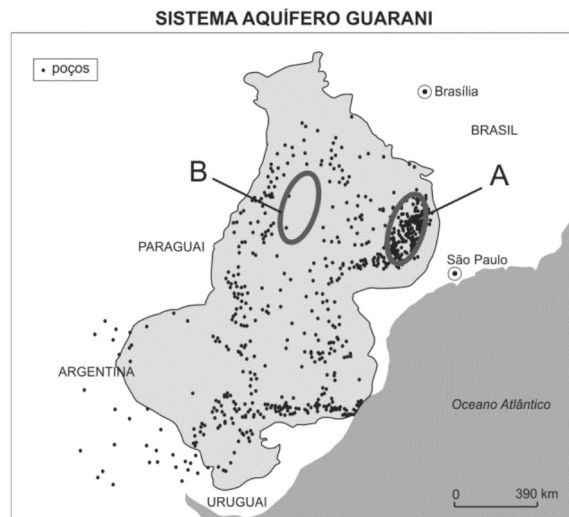 SISTEMA AQUÍFERO GUARANI
poços
Brasília
BRASIL
B
A
PARAGUAI
São Paulo
ARGENTINA
Oceano Atlântico
URUGUAI
0 390 km